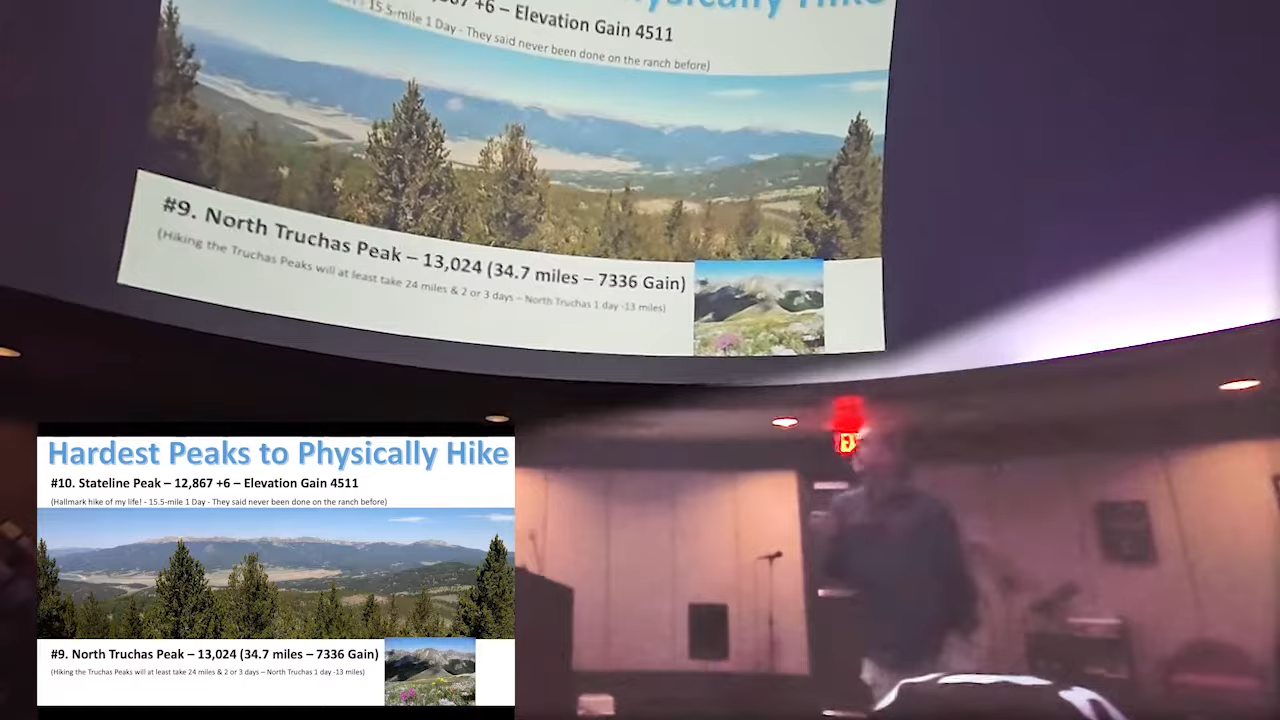 ysically Hike
+6 – Elevation Gain 4511
15.5-mile 1 Day - They said never been done on the ranch before)
#9. North Truchas Peak – 13,024 (34.7 miles – 7336 Gain)
(Hiking the Truchas Peaks will at least take 24 miles & 2 or 3 days – North Truchas 1 day -13 miles)
Hardest Peaks to Physically Hike
#10. Stateline Peak – 12,867 +6 – Elevation Gain 4511
(Hallmark hike of my life! - 15.5-mile 1 Day - They said never been done on the ranch before)
#9. North Truchas Peak – 13,024 (34.7 miles – 7336 Gain)
(Hiking the Truchas Peaks will at least take 24 miles & 2 or 3 days – North Truchas 1 day -13 miles)